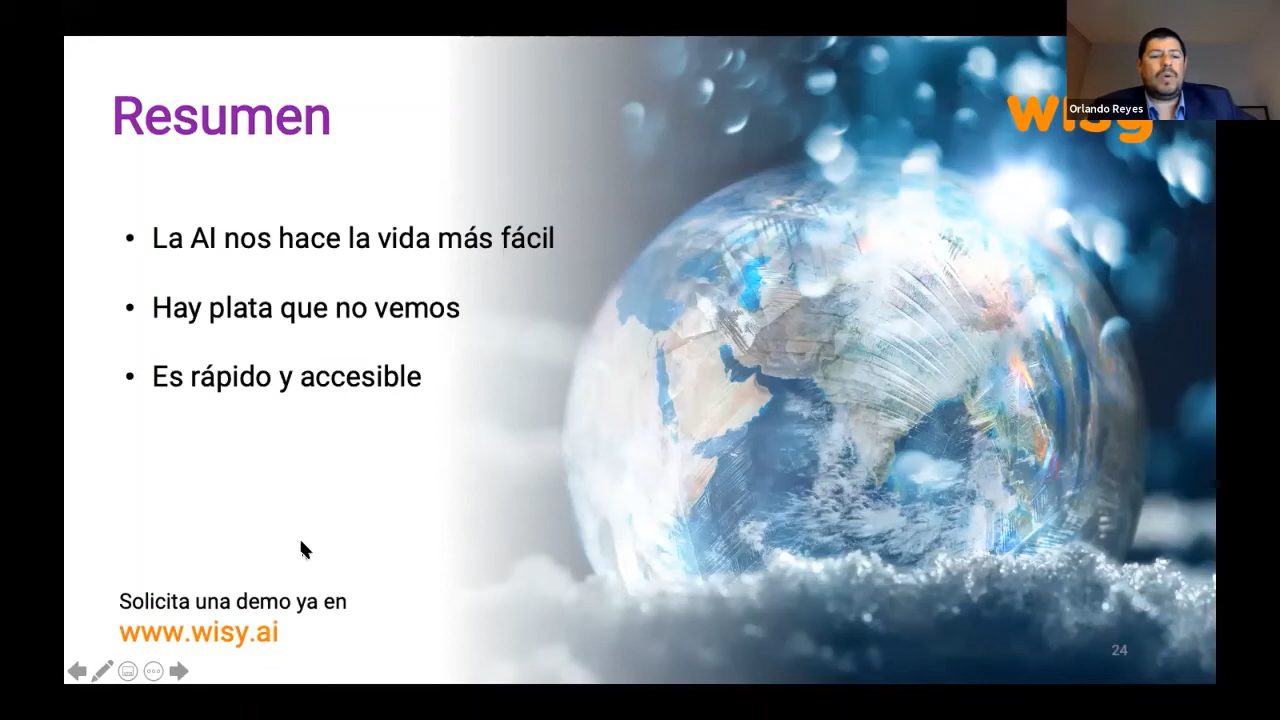 Resumen
wisy
Orlando Reyes
• La AI nos hace la vida más fácil
• Hay plata que no vemos
• Es rápido y accesible
Solicita una demo ya en
www.wisy.ai
24